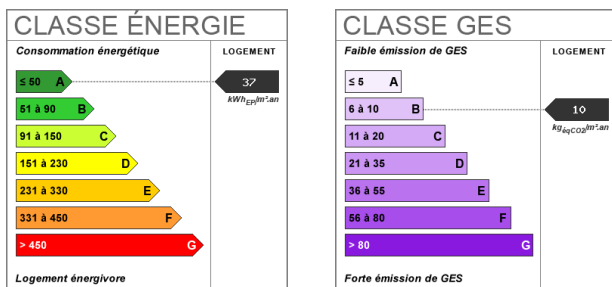 CLASSE ÉNERGIE
Consommation énergétique
LOGEMENT
≤ 50 A
37
kWhEP/m².an
51 à 90 B
91 à 150 C
151 à 230 D
231 à 330 E
331 à 450 F
> 450 G
Logement énergivore
CLASSE GES
Faible émission de GES
LOGEMENT
≤ 5 A
6 à 10 B
10
kgéqCO2/m².an
11 à 20 C
21 à 35 D
36 à 55 E
56 à 80 F
> 80 G
Forte émission de GES